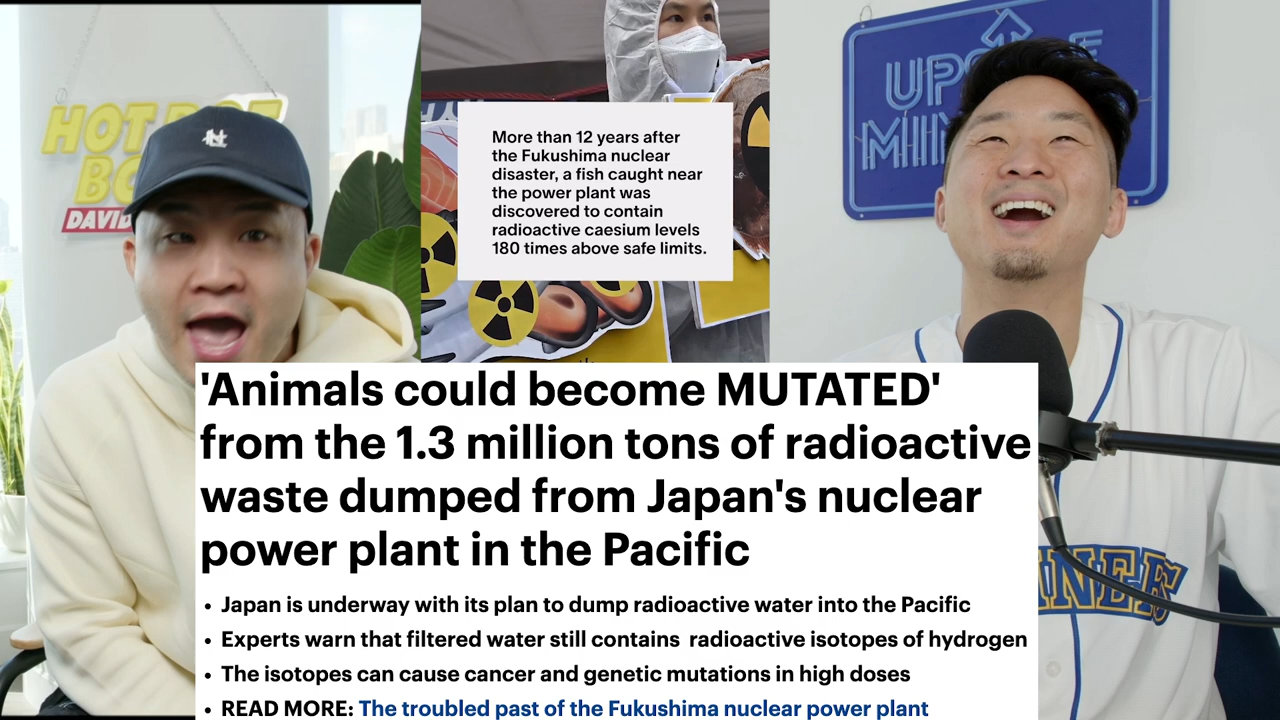 HOT
BO
DAVID
More than 12 years after
the Fukushima nuclear
disaster, a fish caught near
the power plant was
discovered to contain
radioactive caesium levels
180 times above safe limits.
'Animals could become MUTATED'
from the 1.3 million tons of radioactive
waste dumped from Japan's nuclear
power plant in the Pacific
• Japan is underway with its plan to dump radioactive water into the Pacific
• Experts warn that filtered water still contains radioactive isotopes of hydrogen
• The isotopes can cause cancer and genetic mutations in high doses
• READ MORE: The troubled past of the Fukushima nuclear power plant